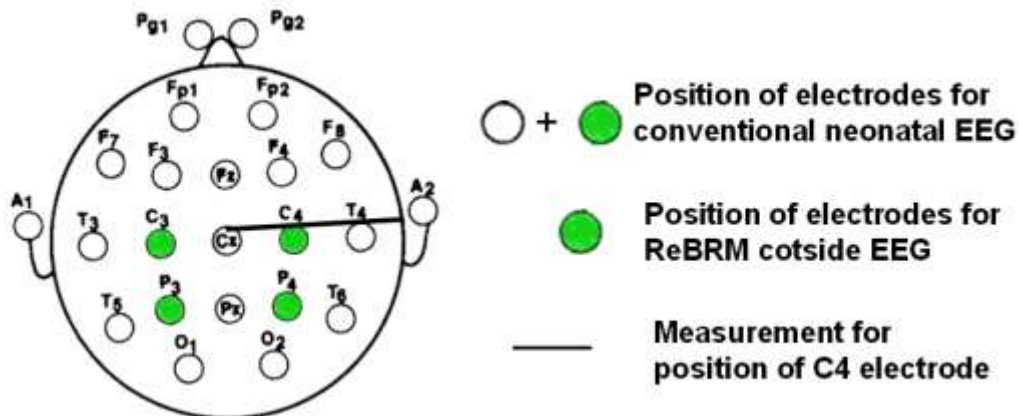 Pg1 Pg2
Fp1 Fp2
F7 F3 Fz F4 F8
A1 T3 C3 Cz C4 T4 A2
T5 P3 Pz P4 T6
O1 O2
+ Position of electrodes for
conventional neonatal EEG
Position of electrodes for
ReBRM cotside EEG
Measurement for
position of C4 electrode